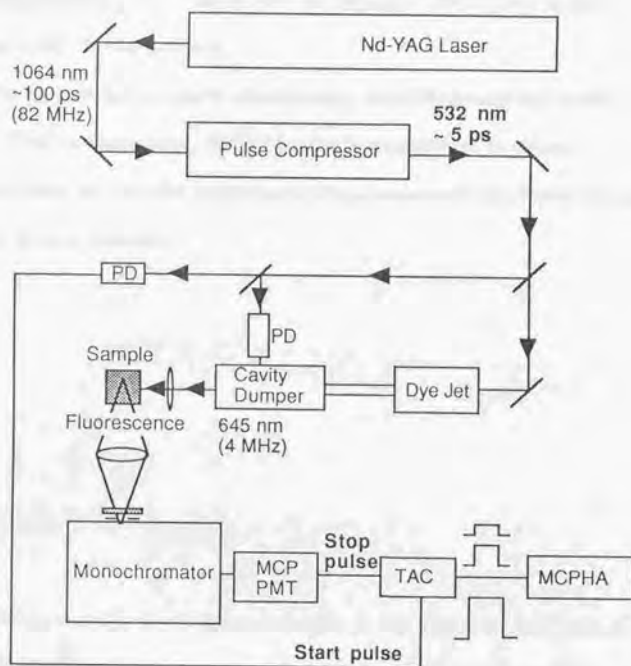 Nd-YAG Laser
1064 nm
~100 ps
(82 MHz)
Pulse Compressor
532 nm
~ 5 ps
PD
PD
Sample
Cavity
Dumper
Dye Jet
Fluorescence
645 nm
(4 MHz)
Monochromator
MCP
PMT
Stop
pulse
TAC
MCPHA
Start pulse